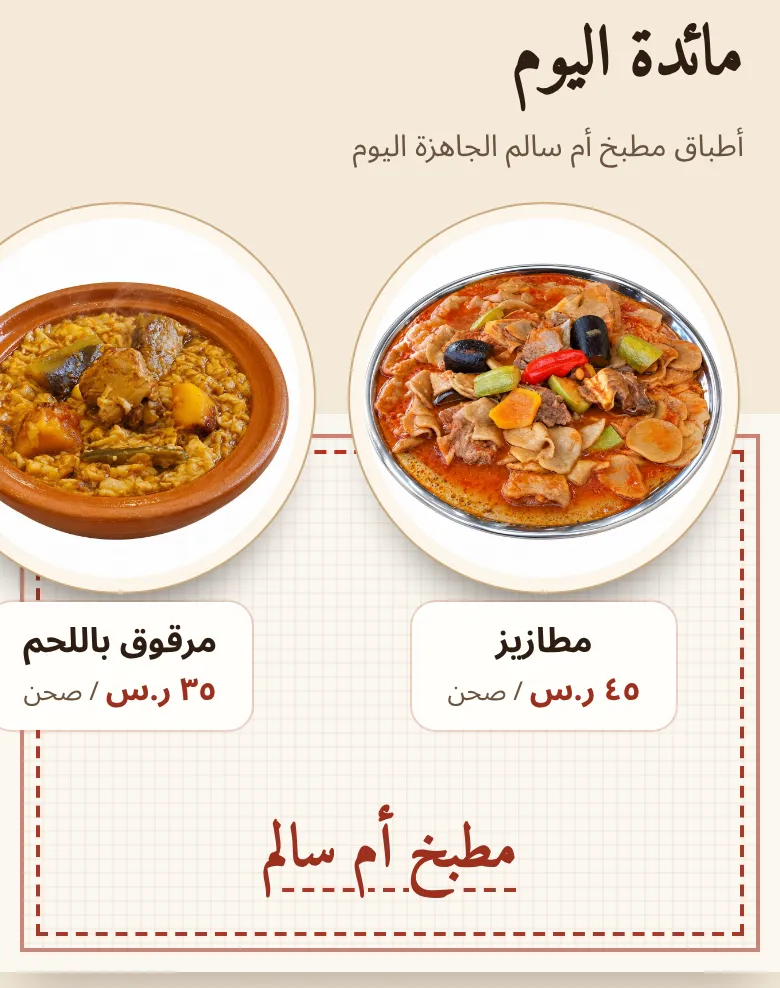 مائدة اليوم
أطباق مطبخ أم سالم الجاهزة اليوم
مطازيز
٤٥ ر.س / صحن
مرقوق باللحم
٣٥ ر.س / صحن
مطبخ أم سالم